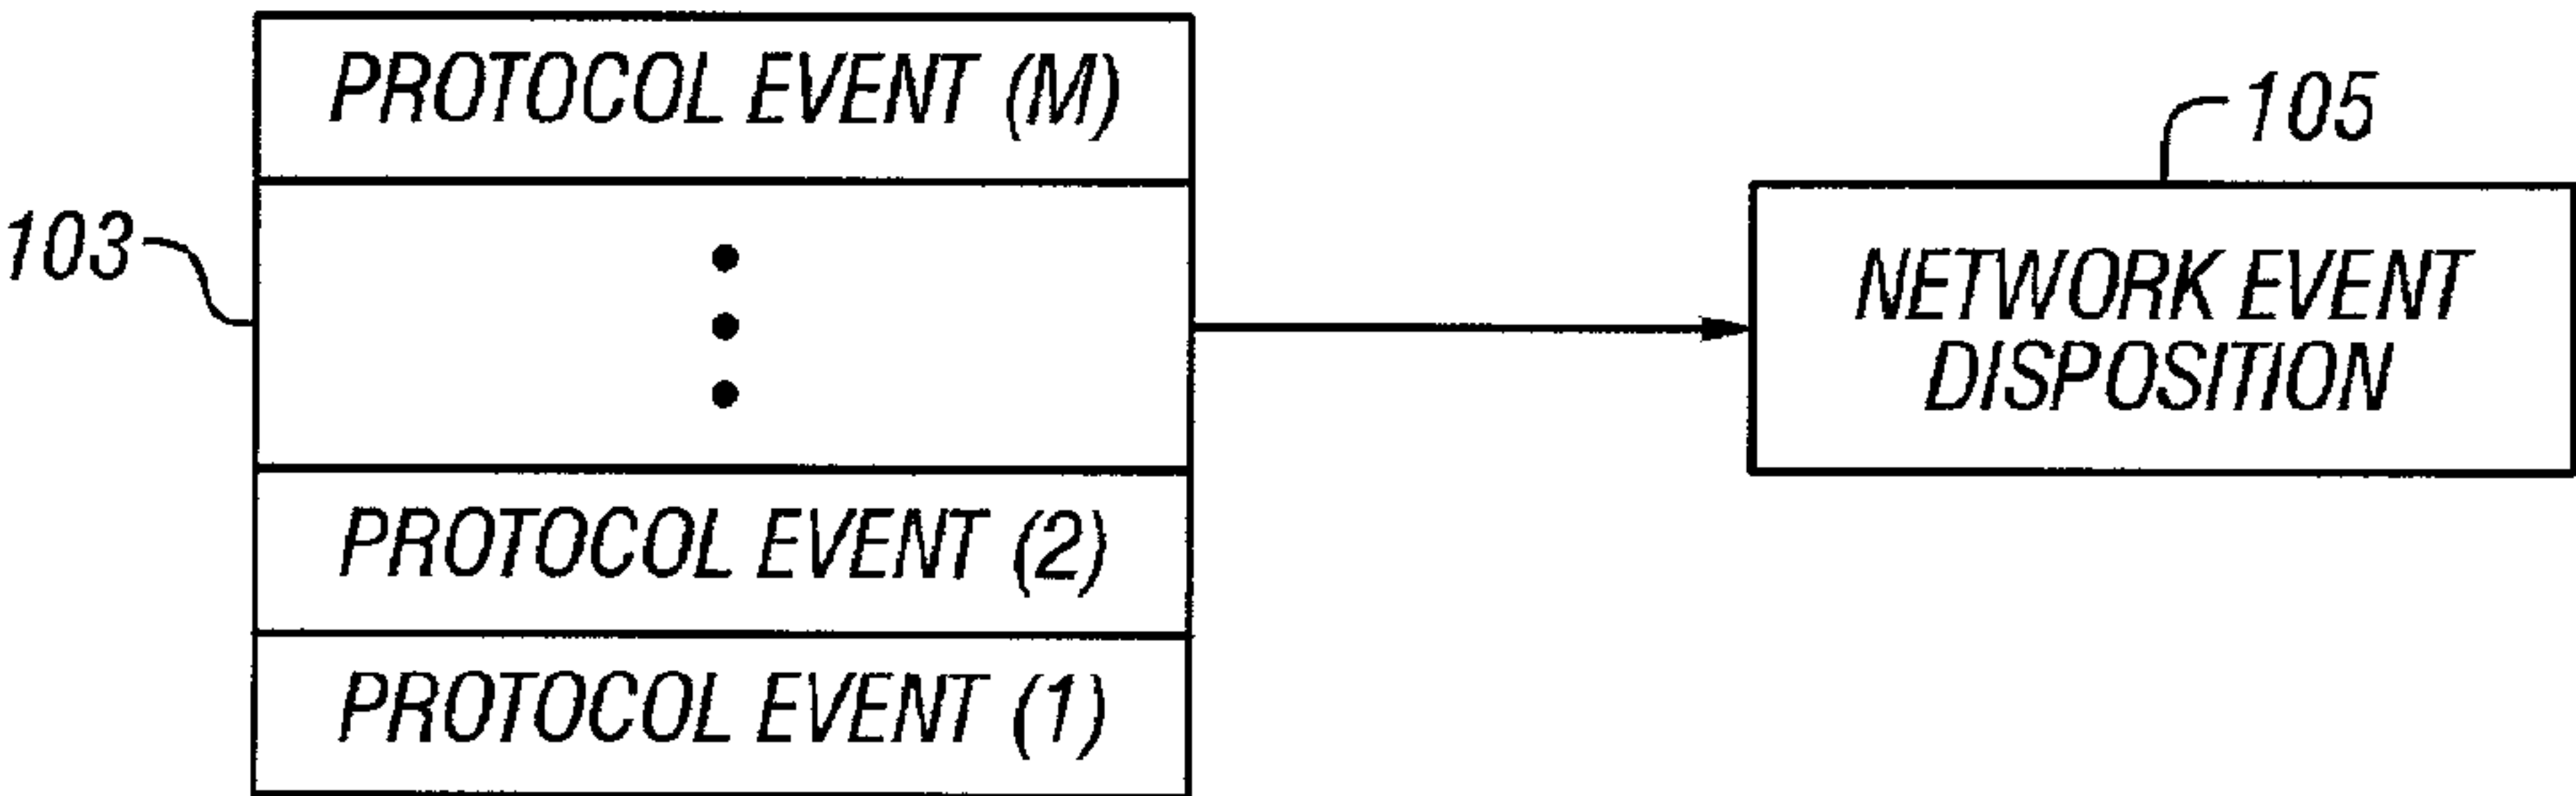 PROTOCOL EVENT (M)
103
PROTOCOL EVENT (2)
PROTOCOL EVENT (1)
105
NETWORK EVENT
DISPOSITION